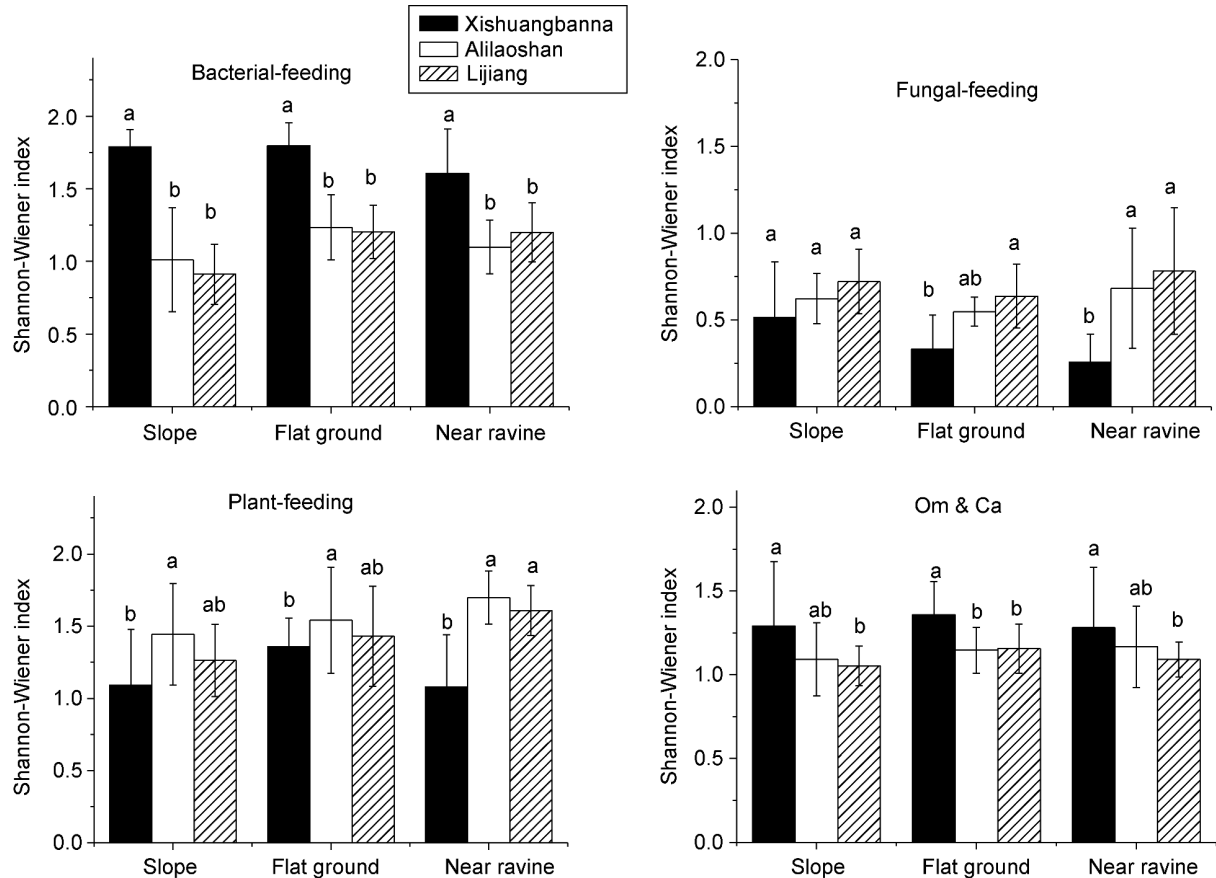 Xishuangbanna
Alilaoshan
Lijiang
Bacterial-feeding
Shannon-Wiener index
2.0
1.5
1.0
0.5
0.0
a
b
b
a
b
b
a
b
b
Slope
Flat ground
Near ravine
Fungal-feeding
Shannon-Wiener index
2.0
1.5
1.0
0.5
0.0
a
a
a
b
ab
a
b
a
a
Slope
Flat ground
Near ravine
Plant-feeding
Shannon-Wiener index
2.0
1.5
1.0
0.5
0.0
b
a
ab
b
a
ab
b
a
a
Slope
Flat ground
Near ravine
Om & Ca
Shannon-Wiener index
2.0
1.5
1.0
0.5
0.0
a
ab
b
a
b
b
a
ab
b
Slope
Flat ground
Near ravine